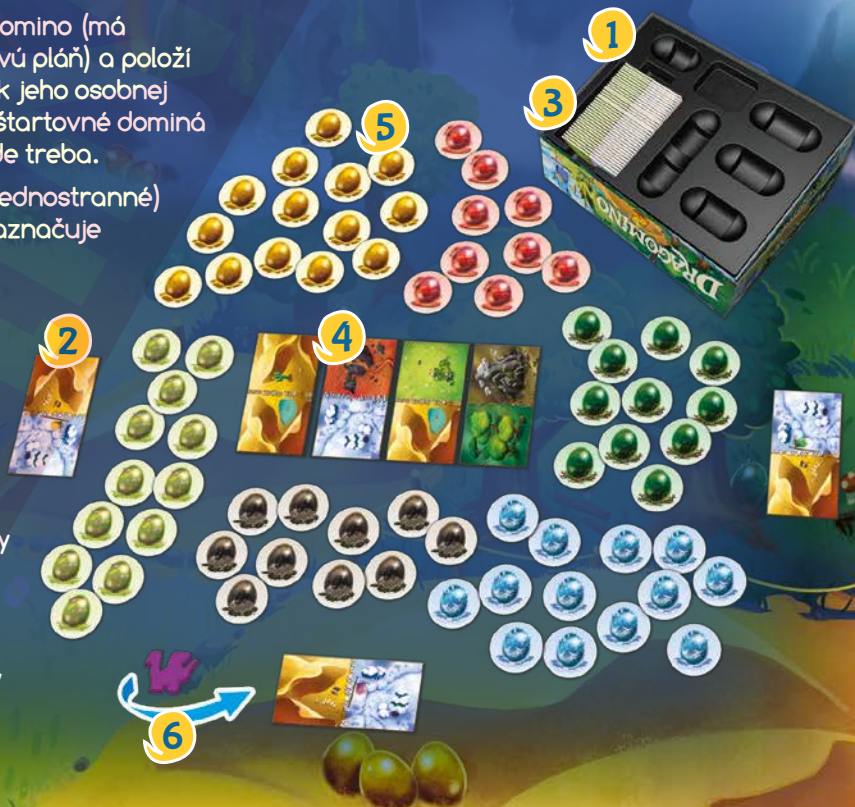 omino (má
vú pláň) a položí
k jeho osobnej
štartovné dominá
de treba.
ednostranné)
aznačuje
y
1
3
5
2
4
6
DRAGOMINO